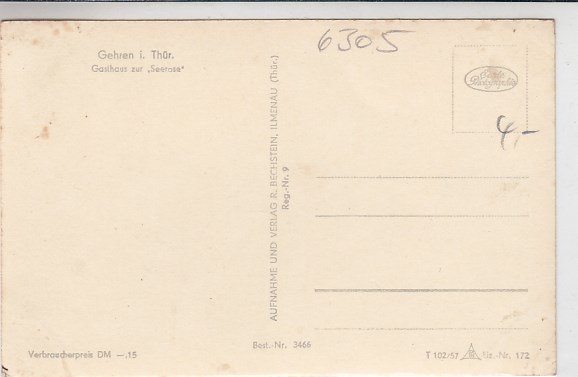 Gehren i. Thür.
Gasthaus zur „Seerose"
6305
4,-
AUFNAHME UND VERLAG R. BECHSTEIN, ILMENAU (Thür.)
Reg.-Nr. 9
Best.-Nr. 3466
Verbraucherpreis DM —.15
T 102/57 Liz.-Nr. 172